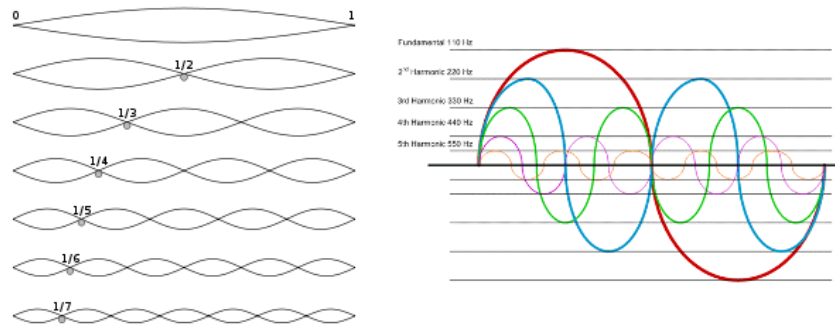 0 1
1/2
1/3
1/4
1/5
1/6
1/7
Fundamental 110 Hz
2nd Harmonic 220 Hz
3rd Harmonic 330 Hz
4th Harmonic 440 Hz
5th Harmonic 550 Hz